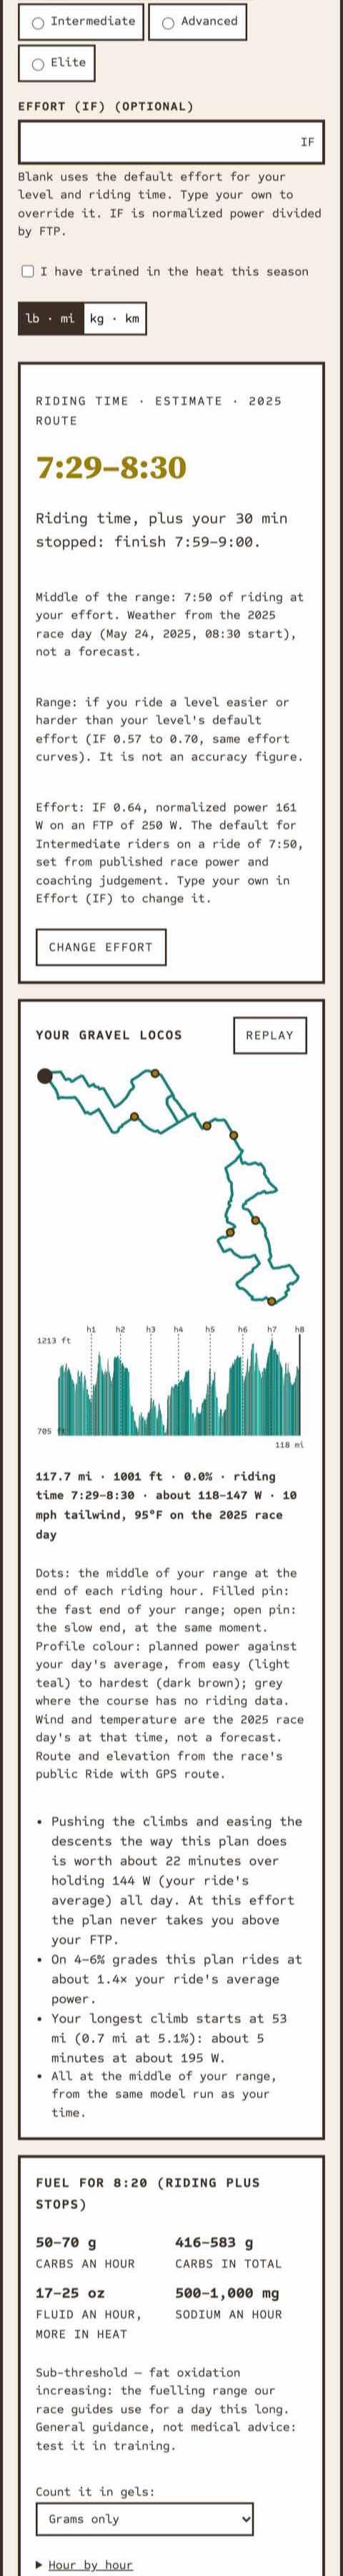 Intermediate
Advanced
Elite
EFFORT (IF) (OPTIONAL)
IF
Blank uses the default effort for your
level and riding time. Type your own to
override it. IF is normalized power divided
by FTP.
I have trained in the heat this season
lb · mi
kg · km
RIDING TIME · ESTIMATE · 2025
ROUTE
7:29–8:30
Riding time, plus your 30 min
stopped: finish 7:59–9:00.
Middle of the range: 7:50 of riding at
your effort. Weather from the 2025
race day (May 24, 2025, 08:30 start),
not a forecast.
Range: if you ride a level easier or
harder than your level's default
effort (IF 0.57 to 0.70, same effort
curves). It is not an accuracy figure.
Effort: IF 0.64, normalized power 161
W on an FTP of 250 W. The default for
Intermediate riders on a ride of 7:50,
set from published race power and
coaching judgement. Type your own in
Effort (IF) to change it.
CHANGE EFFORT
YOUR GRAVEL LOCOS
REPLAY
h1 h2 h3 h4 h5 h6 h7 h8
1213 ft
705
118 mi
117.7 mi · 1001 ft · 0.0% · riding
time 7:29–8:30 · about 118–147 W · 10
mph tailwind, 95°F on the 2025 race
day
Dots: the middle of your range at the
end of each riding hour. Filled pin:
the fast end of your range; open pin:
the slow end, at the same moment.
Profile colour: planned power against
your day's average, from easy (light
teal) to hardest (dark brown); grey
where the course has no riding data.
Wind and temperature are the 2025 race
day's at that time, not a forecast.
Route and elevation from the race's
public Ride with GPS route.
• Pushing the climbs and easing the
descents the way this plan does
is worth about 22 minutes over
holding 144 W (your ride's
average) all day. At this effort
the plan never takes you above
your FTP.
• On 4–6% grades this plan rides at
about 1.4× your ride's average
power.
• Your longest climb starts at 53
mi (0.7 mi at 5.1%): about 5
minutes at about 195 W.
• All at the middle of your range,
from the same model run as your
time.
FUEL FOR 8:20 (RIDING PLUS
STOPS)
50–70 g
CARBS AN HOUR
416–583 g
CARBS IN TOTAL
17–25 oz
FLUID AN HOUR,
MORE IN HEAT
500–1,000 mg
SODIUM AN HOUR
Sub-threshold — fat oxidation
increasing: the fuelling range our
race guides use for a day this long.
General guidance, not medical advice:
test it in training.
Count it in gels:
Grams only
Hour by hour